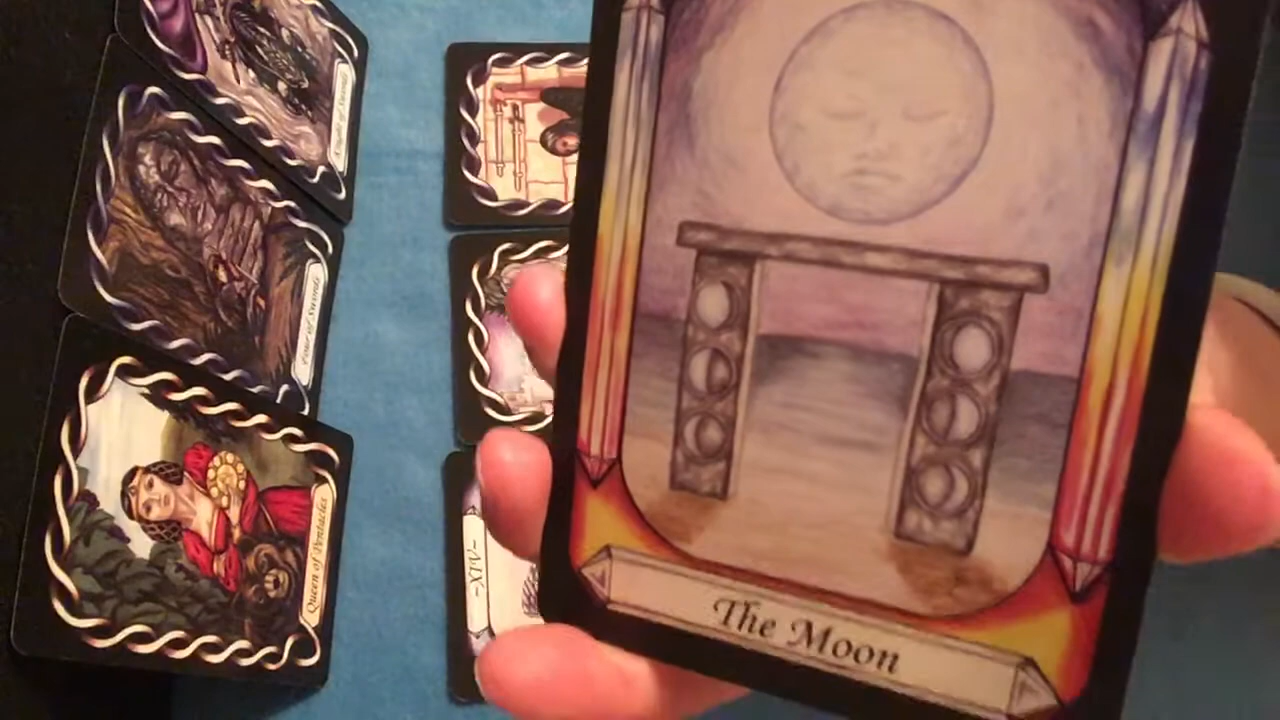 Knight of Swords
Four of Swords
Queen of Pentacles
-XIV-
The Moon